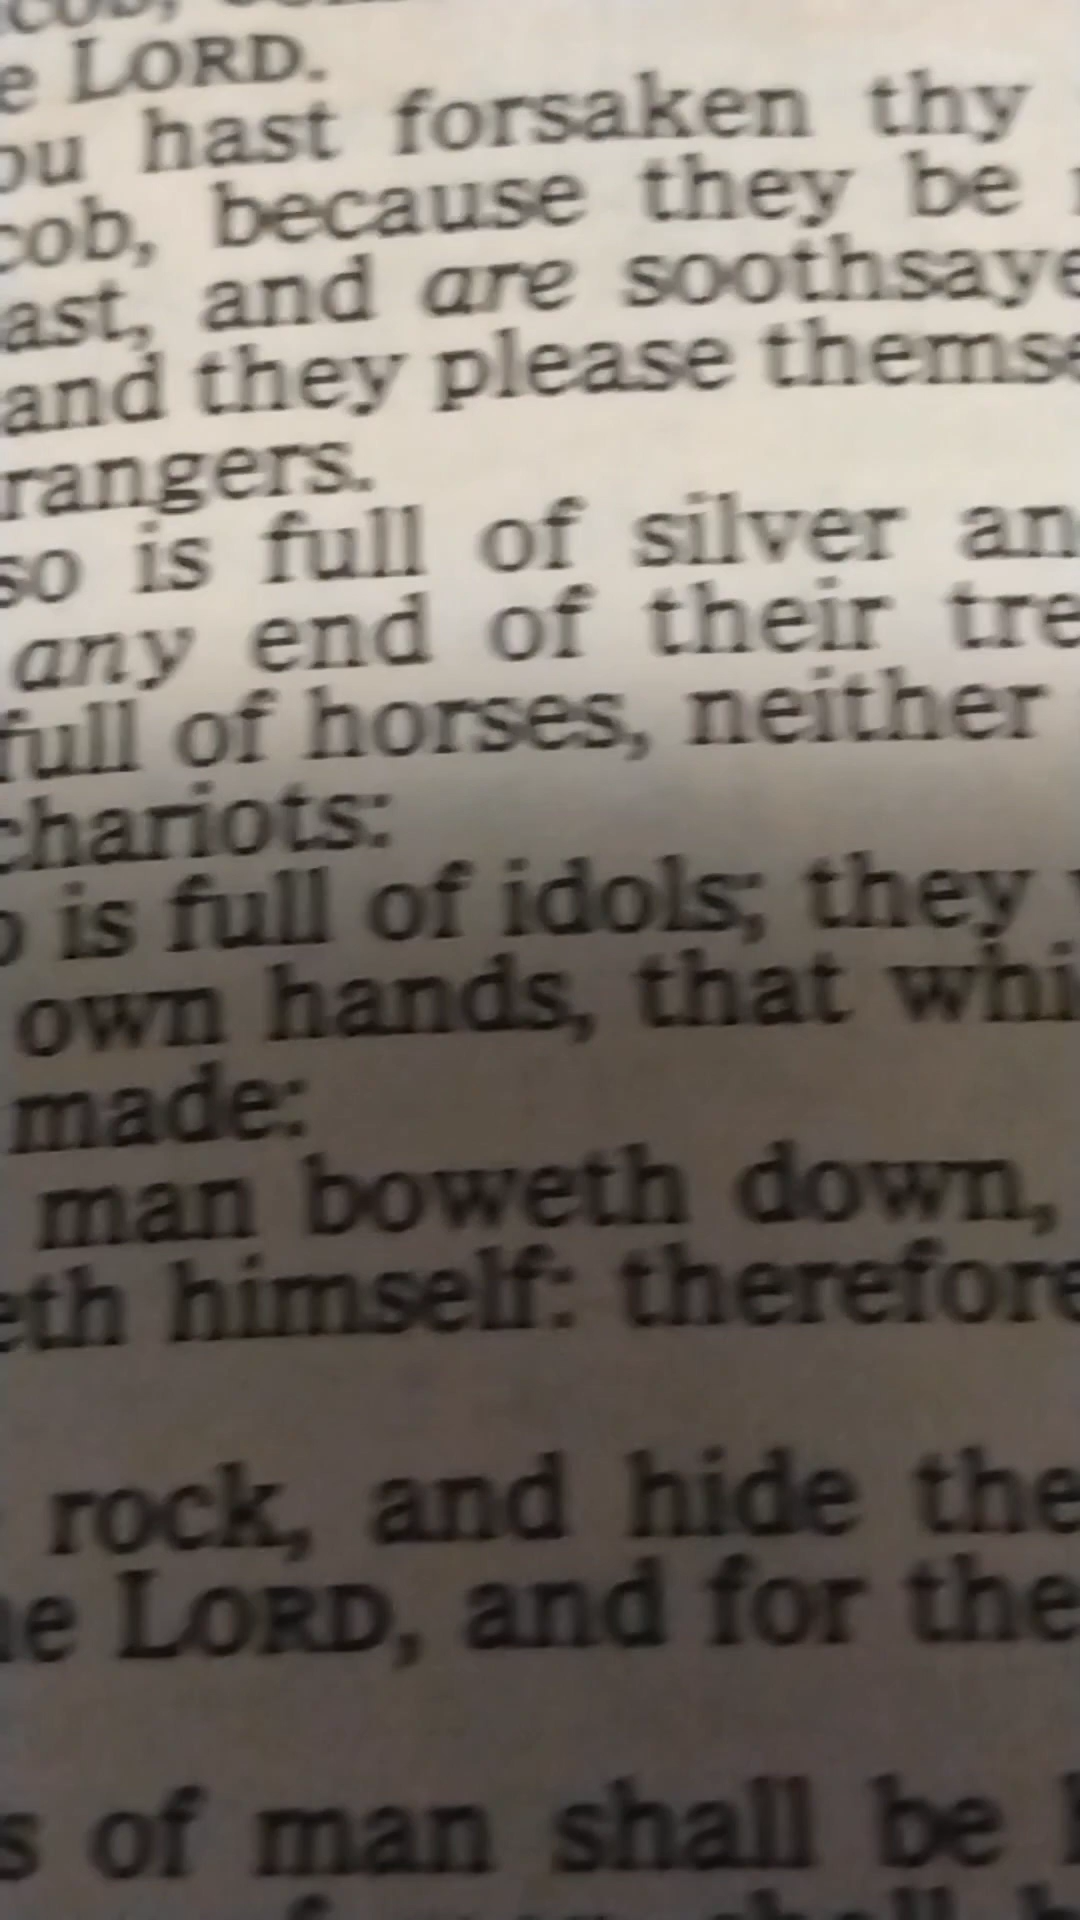 e LORD.
ou hast forsaken thy
cob, because they be
ast, and are soothsaye
and they please themse
rangers.
so is full of silver an
any end of their tre
full of horses, neither
chariots:
o is full of idols; they
own hands, that whi
made:
man boweth down,
eth himself: therefore
rock, and hide the
he LORD, and for the
s of man shall be